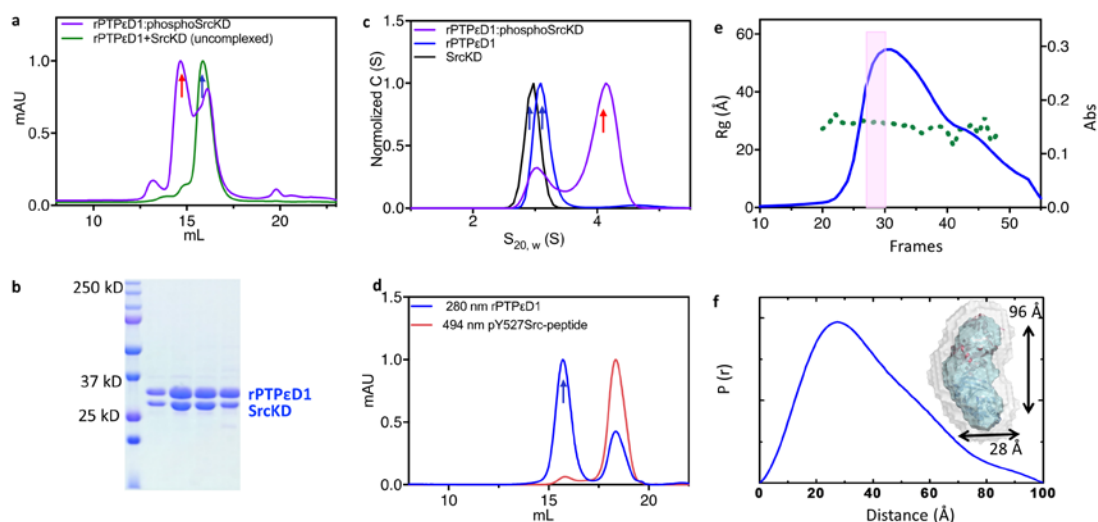 a
rPTPεD1:phosphoSrcKD
rPTPεD1+SrcKD (uncomplexed)
mAU
1.0
0.5
0.0
10
15
20
mL
b
250 kD
37 kD
25 kD
rPTPεD1
SrcKD
c
rPTPεD1:phosphoSrcKD
rPTPεD1
SrcKD
Normalized C (S)
1.5
1.0
0.5
0.0
2
4
S20, w (S)
d
280 nm rPTPεD1
494 nm pY527Src-peptide
mAU
1.5
1.0
0.5
0.0
10
15
20
mL
e
Rg (Å)
60
40
20
0
0.3
0.2
0.1
0.0
Abs
10
20
30
40
50
Frames
f
P (r)
96 Å
28 Å
0
20
40
60
80
100
Distance (Å)